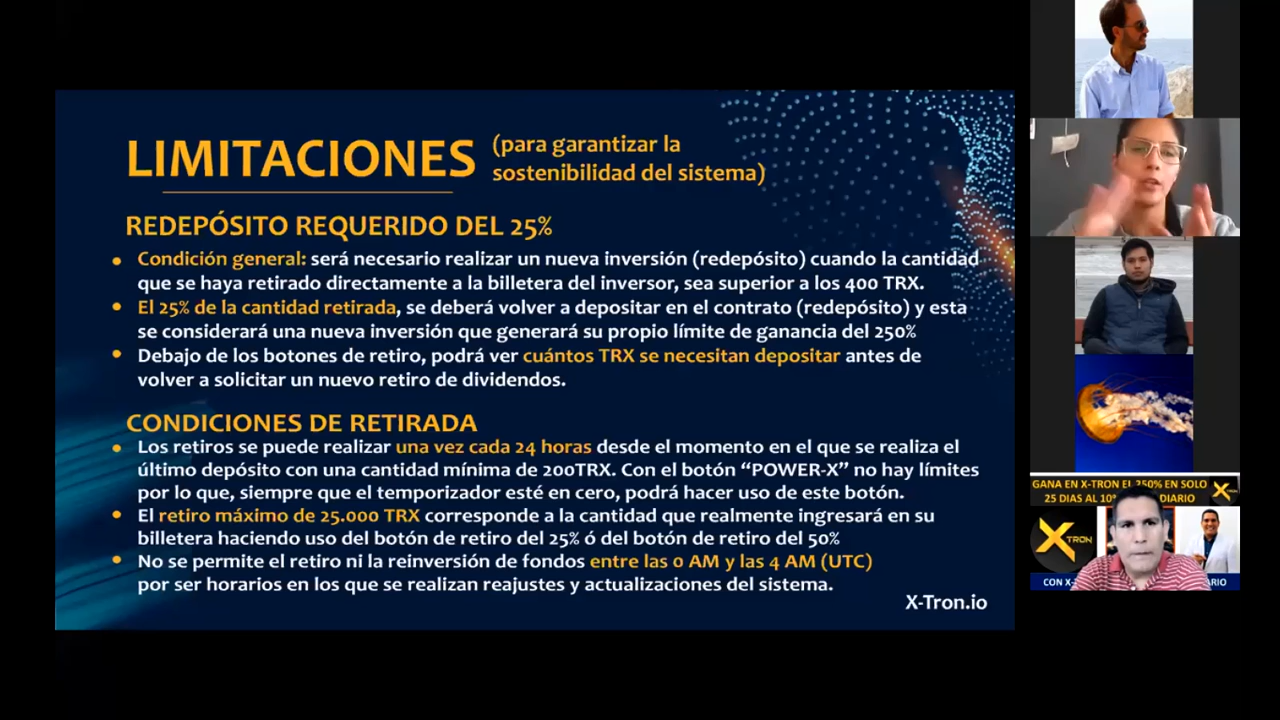 LIMITACIONES
(para garantizar la
sostenibilidad del sistema)
REDEPÓSITO REQUERIDO DEL 25%
• Condición general: será necesario realizar un nueva inversión (redepósito) cuando la cantidad
que se haya retirado directamente a la billetera del inversor, sea superior a los 400 TRX.
• El 25% de la cantidad retirada, se deberá volver a depositar en el contrato (redepósito) y esta
se considerará una nueva inversión que generará su propio límite de ganancia del 250%
• Debajo de los botones de retiro, podrá ver cuántos TRX se necesitan depositar antes de
volver a solicitar un nuevo retiro de dividendos.
CONDICIONES DE RETIRADA
• Los retiros se puede realizar una vez cada 24 horas desde el momento en el que se realiza el
último depósito con una cantidad mínima de 200TRX. Con el botón “POWER-X” no hay límites
por lo que, siempre que el temporizador esté en cero, podrá hacer uso de este botón.
• El retiro máximo de 25.000 TRX corresponde a la cantidad que realmente ingresará en su
billetera haciendo uso del botón de retiro del 25% ó del botón de retiro del 50%
• No se permite el retiro ni la reinversión de fondos entre las 0 AM y las 4 AM (UTC)
por ser horarios en los que se realizan reajustes y actualizaciones del sistema.
X-Tron.io
GANA EN X-TRON EL 250% EN SOLO
25 DIAS AL 10% DIARIO
X TRON
CON X-